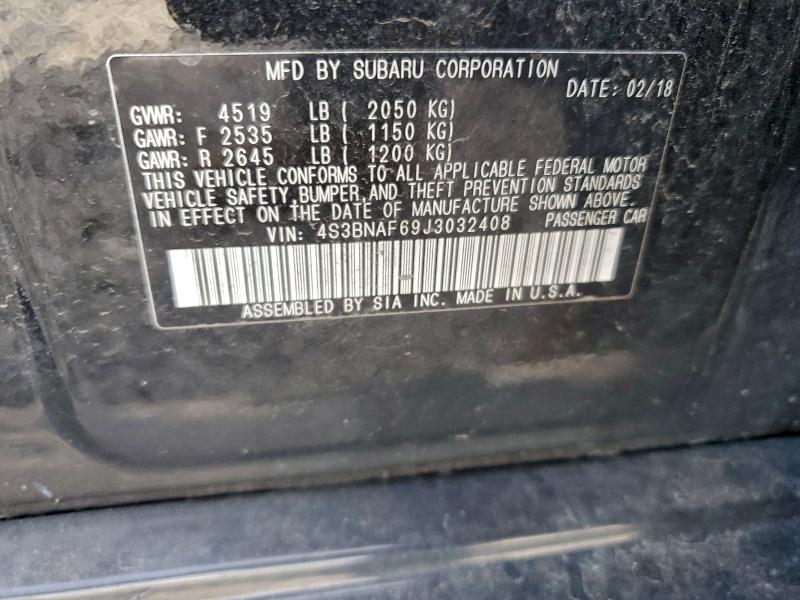 MFD BY SUBARU CORPORATION
DATE: 02/18
GVWR: 4519 LB ( 2050 KG)
GAWR: F 2535 LB ( 1150 KG)
GAWR: R 2645 LB ( 1200 KG)
THIS VEHICLE CONFORMS TO ALL APPLICABLE FEDERAL MOTOR
VEHICLE SAFETY, BUMPER, AND THEFT PREVENTION STANDARDS
IN EFFECT ON THE DATE OF MANUFACTURE SHOWN ABOVE.
VIN: 4S3BNAF69J3032408 PASSENGER CAR
ASSEMBLED BY SIA INC. MADE IN U.S.A.